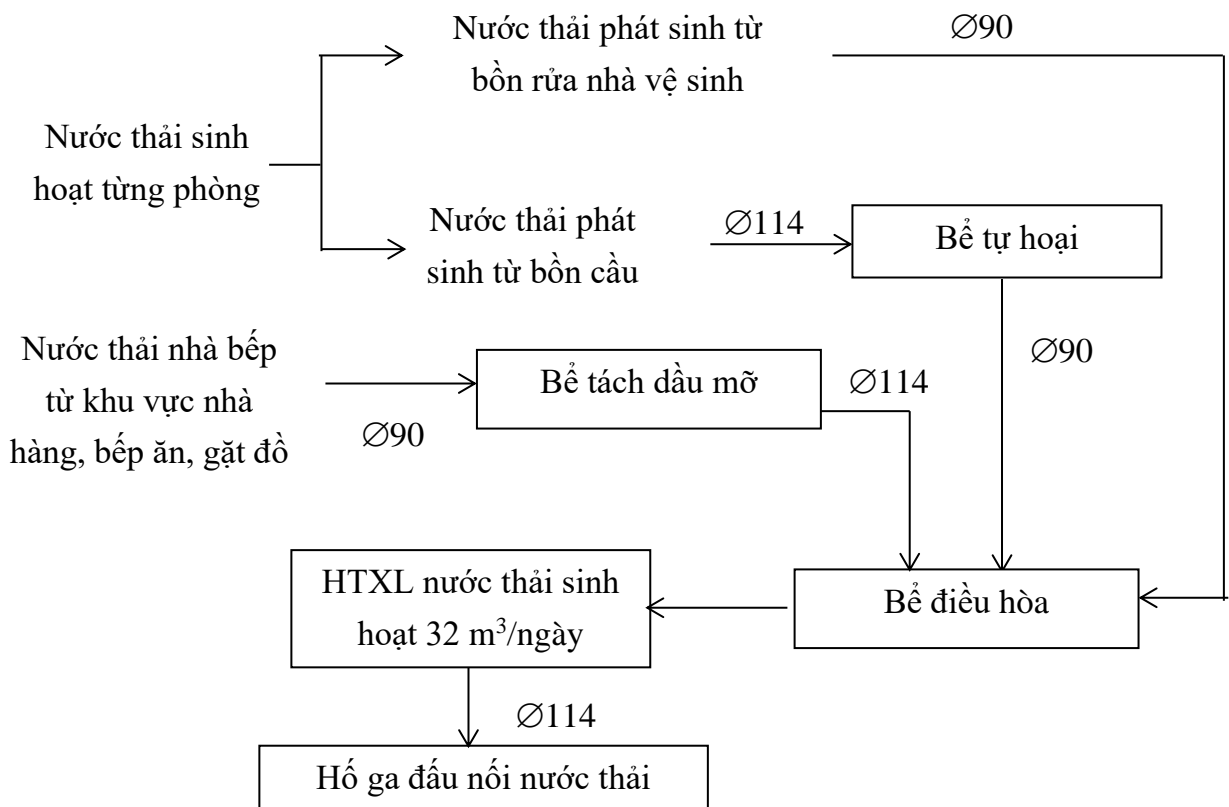 Nước thải phát sinh từ
bồn rửa nhà vệ sinh
∅90
Nước thải sinh
hoạt từng phòng
Nước thải phát
sinh từ bồn cầu
∅114
Bể tự hoại
∅90
Nước thải nhà bếp
từ khu vực nhà
hàng, bếp ăn, gặt đồ
∅90
Bể tách dầu mỡ
∅114
HTXL nước thải sinh
hoạt 32 m³/ngày
Bể điều hòa
∅114
Hố ga đấu nối nước thải